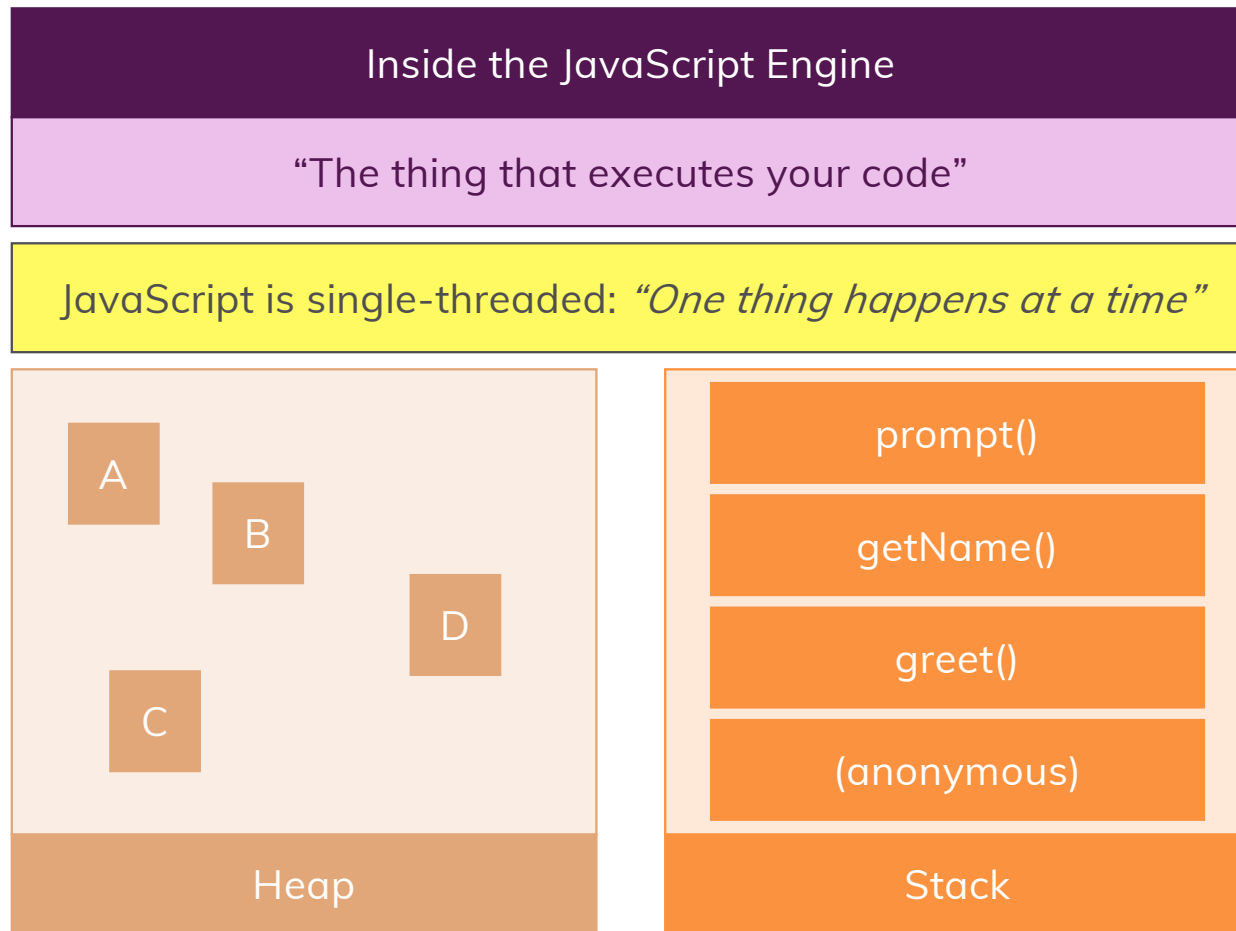 Inside the JavaScript Engine
“The thing that executes your code”
JavaScript is single-threaded: “One thing happens at a time”
A
B
D
C
Heap
prompt()
getName()
greet()
(anonymous)
Stack